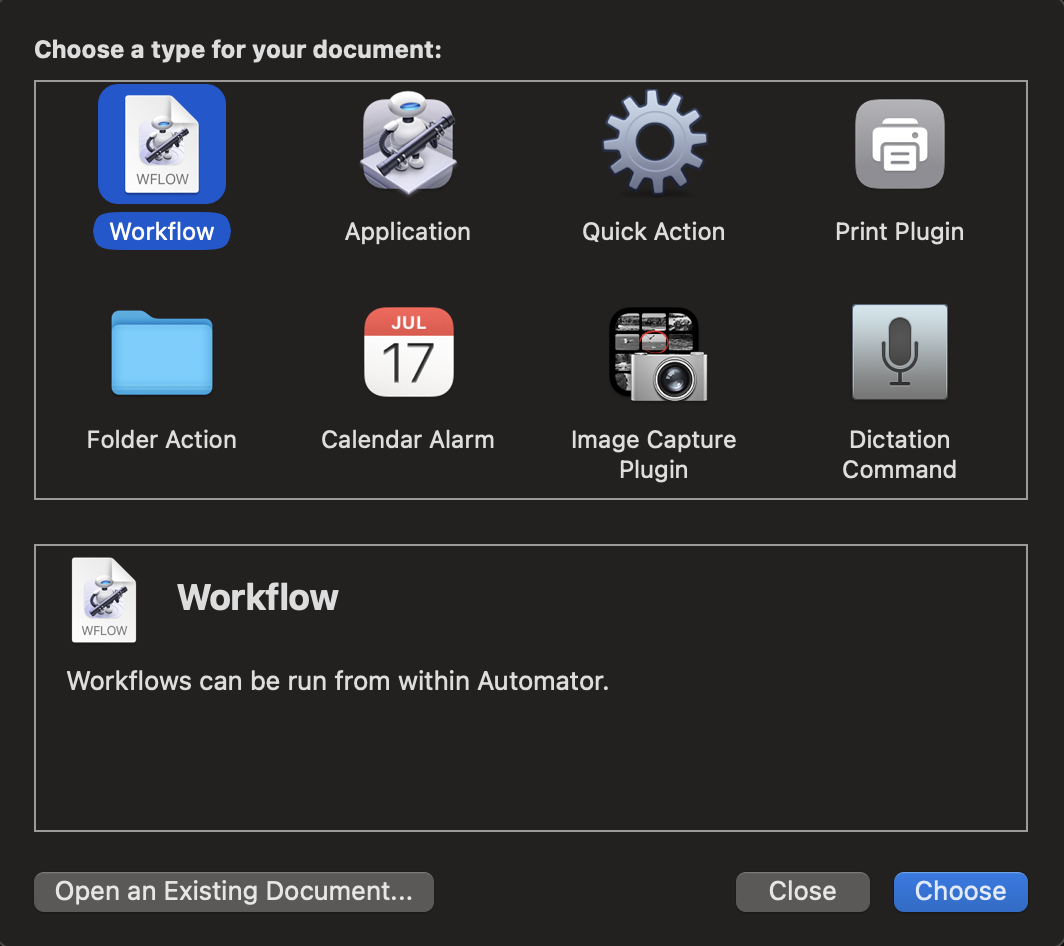 Choose a type for your document:
WFLOW
Workflow
Application
Quick Action
Print Plugin
JUL
17
Folder Action
Calendar Alarm
Image Capture
Plugin
Dictation
Command
WFLOW
Workflow
Workflows can be run from within Automator.
Open an Existing Document...
Close
Choose